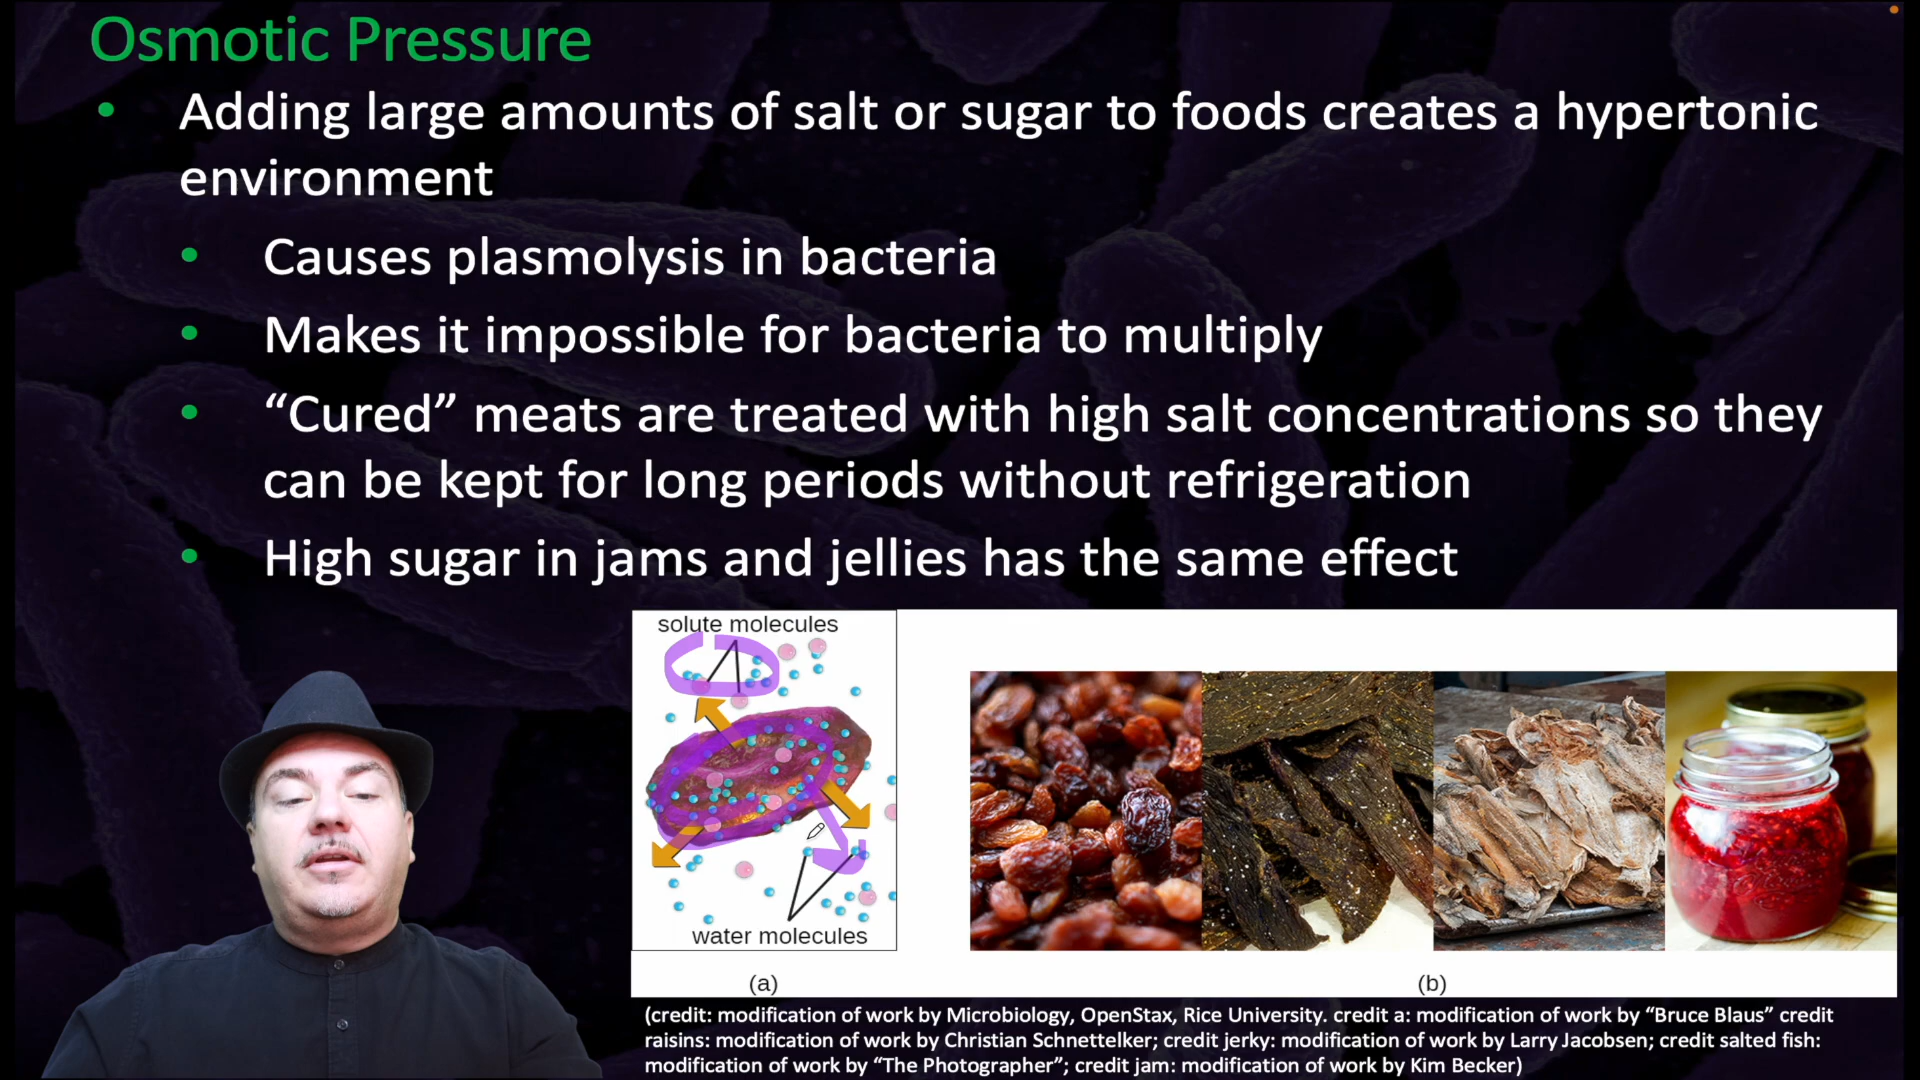 Osmotic Pressure
• Adding large amounts of salt or sugar to foods creates a hypertonic
environment
• Causes plasmolysis in bacteria
• Makes it impossible for bacteria to multiply
• “Cured” meats are treated with high salt concentrations so they
can be kept for long periods without refrigeration
• High sugar in jams and jellies has the same effect
solute molecules
water molecules
(a)
(b)
(credit: modification of work by Microbiology, OpenStax, Rice University. credit a: modification of work by “Bruce Blaus” credit
raisins: modification of work by Christian Schnettelker; credit jerky: modification of work by Larry Jacobsen; credit salted fish:
modification of work by “The Photographer”; credit jam: modification of work by Kim Becker)